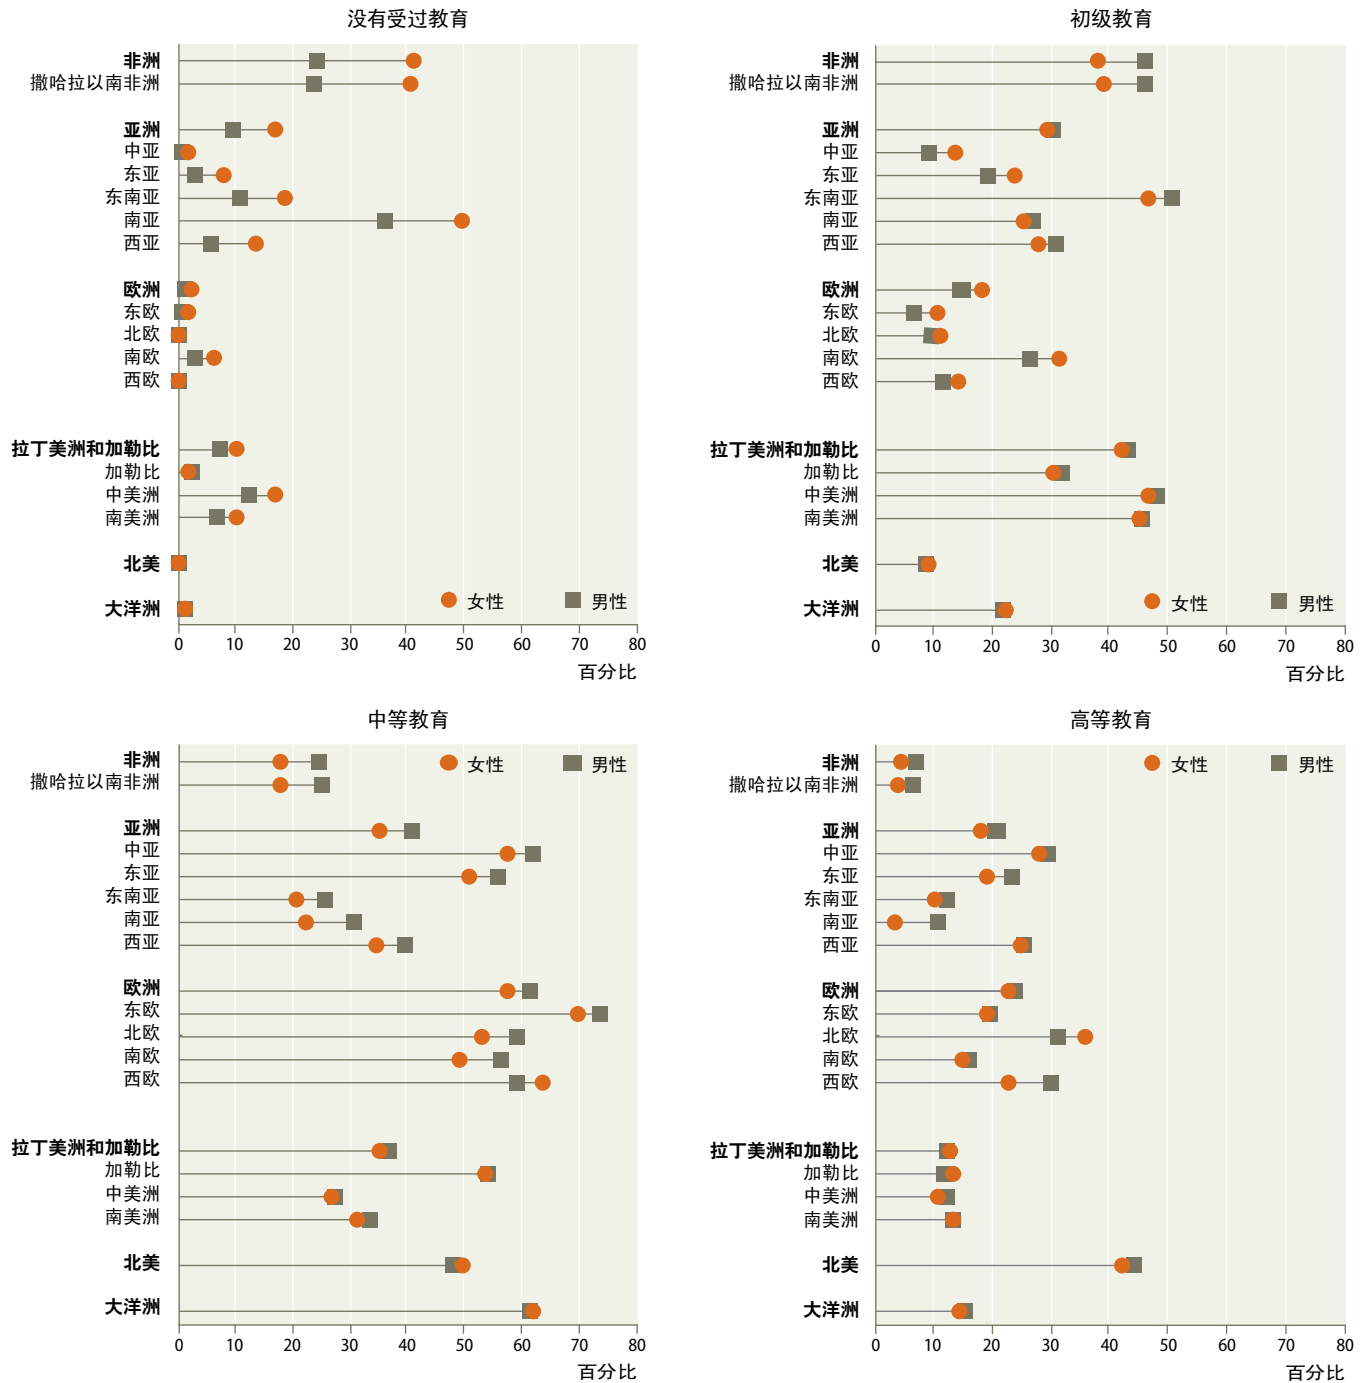 没有受过教育
非洲
撒哈拉以南非洲
亚洲
中亚
东亚
东南亚
南亚
西亚
欧洲
东欧
北欧
南欧
西欧
拉丁美洲和加勒比
加勒比
中美洲
南美洲
北美
大洋洲
女性 男性
0 10 20 30 40 50 60 70 80
百分比
初级教育
非洲
撒哈拉以南非洲
亚洲
中亚
东亚
东南亚
南亚
西亚
欧洲
东欧
北欧
南欧
西欧
拉丁美洲和加勒比
加勒比
中美洲
南美洲
北美
大洋洲
女性 男性
0 10 20 30 40 50 60 70 80
百分比
中等教育
非洲
女性 男性
撒哈拉以南非洲
亚洲
中亚
东亚
东南亚
南亚
西亚
欧洲
东欧
北欧
南欧
西欧
拉丁美洲和加勒比
加勒比
中美洲
南美洲
北美
大洋洲
0 10 20 30 40 50 60 70 80
百分比
高等教育
非洲
女性 男性
撒哈拉以南非洲
亚洲
中亚
东亚
东南亚
南亚
西亚
欧洲
东欧
北欧
南欧
西欧
拉丁美洲和加勒比
加勒比
中美洲
南美洲
北美
大洋洲
0 10 20 30 40 50 60 70 80
百分比